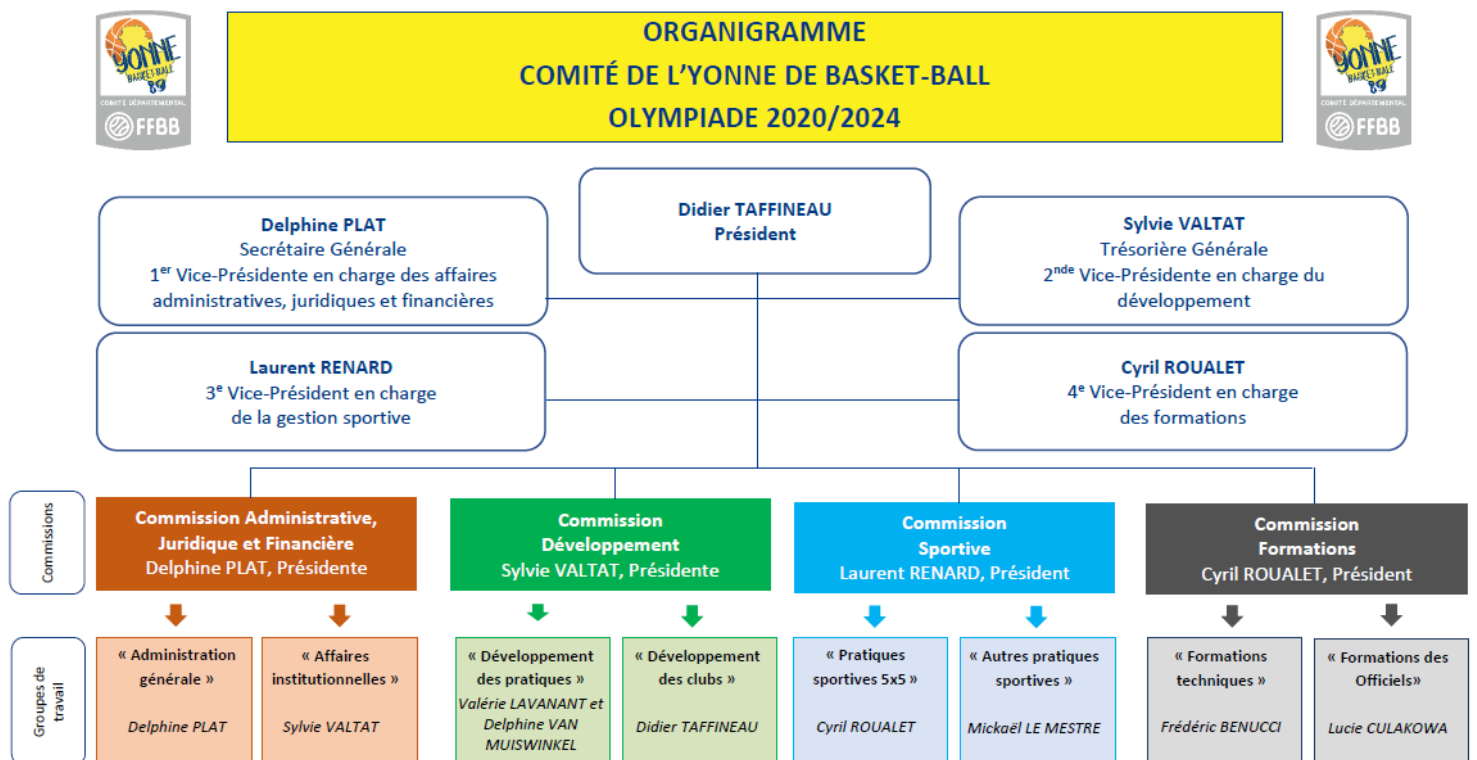 YONNE
BASKET-BALL
89
COMITÉ DÉPARTEMENTAL
FFBB
ORGANIGRAMME
COMITÉ DE L'YONNE DE BASKET-BALL
OLYMPIADE 2020/2024
YONNE
BASKET-BALL
89
COMITÉ DÉPARTEMENTAL
FFBB
Didier TAFFINEAU
Président
Delphine PLAT
Secrétaire Générale
1er Vice-Présidente en charge des affaires
administratives, juridiques et financières
Sylvie VALTAT
Trésorière Générale
2nde Vice-Présidente en charge du
développement
Laurent RENARD
3e Vice-Président en charge
de la gestion sportive
Cyril ROUALET
4e Vice-Président en charge
des formations
Commissions
Commission Administrative,
Juridique et Financière
Delphine PLAT, Présidente
Commission
Développement
Sylvie VALTAT, Présidente
Commission
Sportive
Laurent RENARD, Président
Commission
Formations
Cyril ROUALET, Président
Groupes de
travail
« Administration
générale »
Delphine PLAT
« Affaires
institutionnelles »
Sylvie VALTAT
« Développement
des pratiques »
Valérie LAVANANT et
Delphine VAN
MUISWINKEL
« Développement
des clubs »
Didier TAFFINEAU
« Pratiques
sportives 5x5 »
Cyril ROUALET
« Autres pratiques
sportives »
Mickaël LE MESTRE
« Formations
techniques »
Frédéric BENUCCI
« Formations des
Officiels»
Lucie CULAKOWA